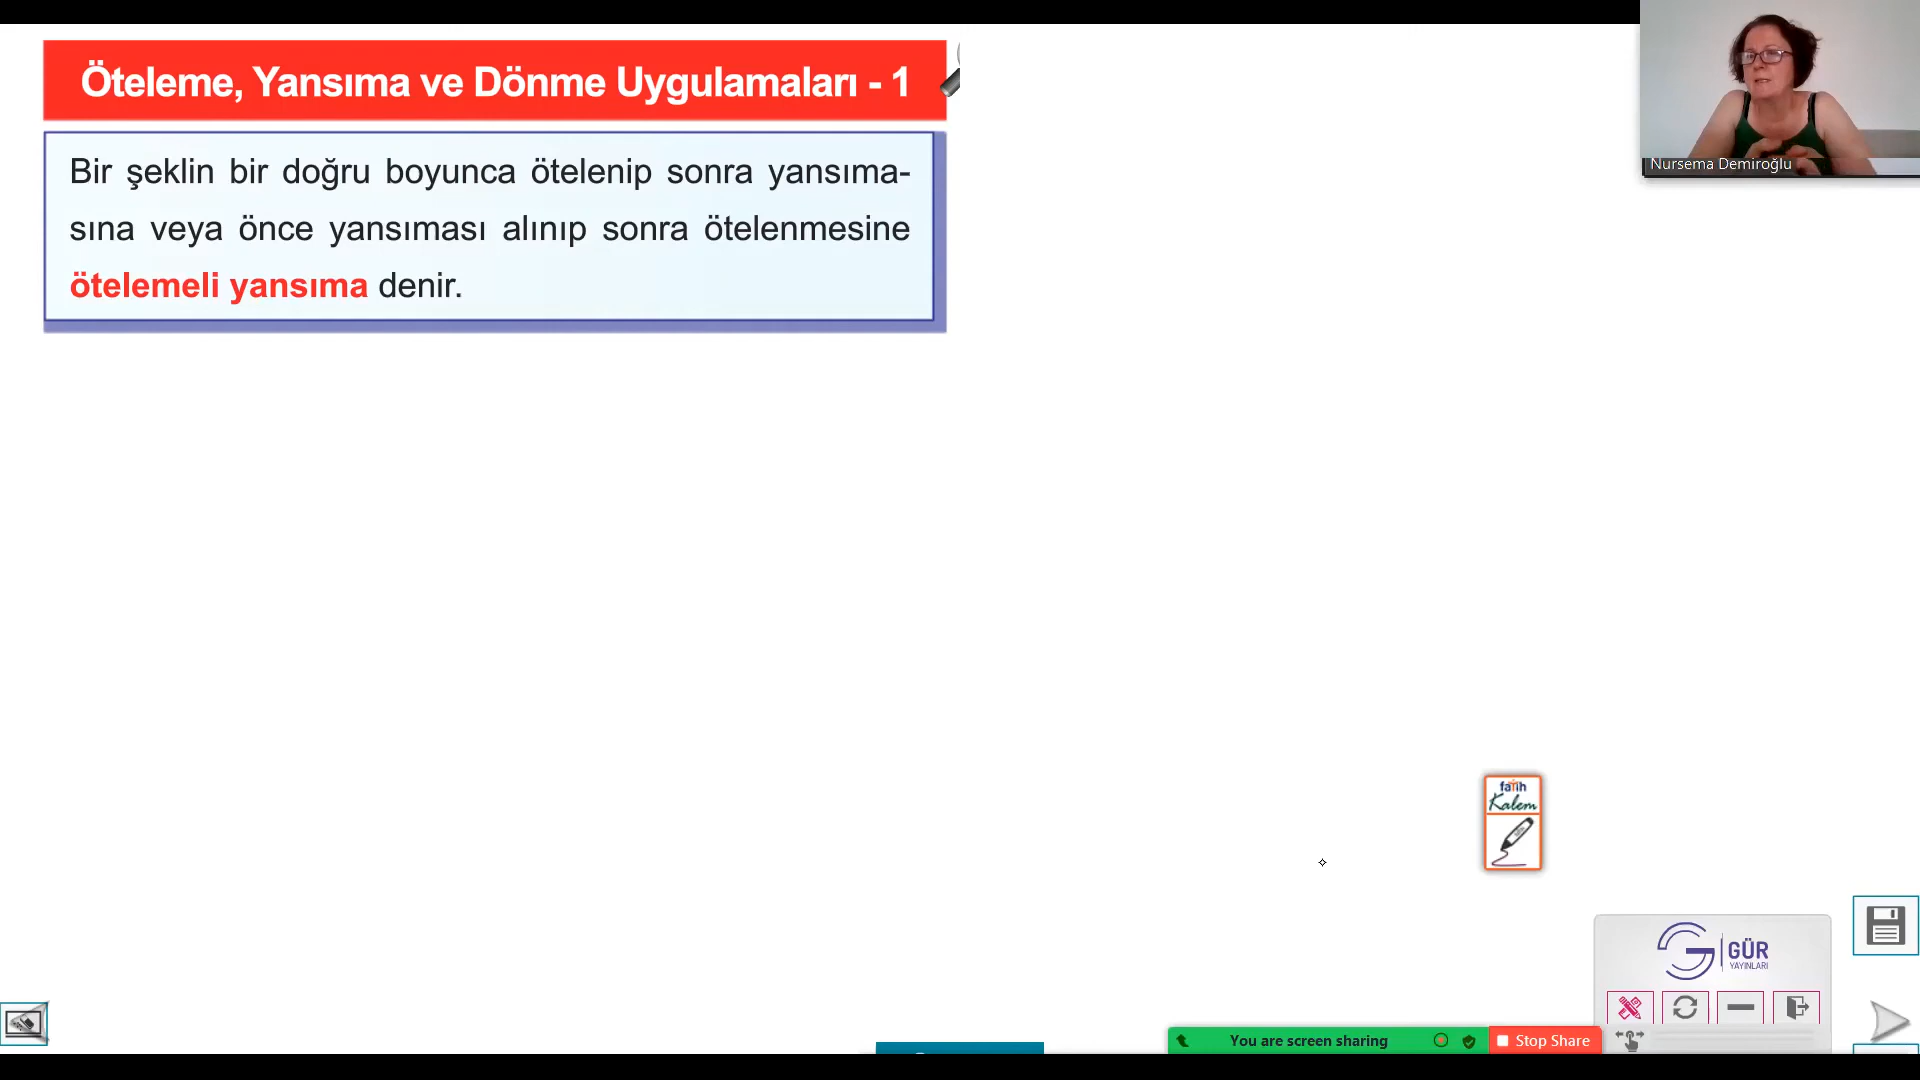 Öteleme, Yansıma ve Dönme Uygulamaları - 1
Nursema Demiroğlu
Bir şeklin bir doğru boyunca ötelenip sonra yansıma-
sına veya önce yansıması alınıp sonra ötelenmesine
ötelemeli yansıma denir.
fatih
Kalem
GÜR
YAYINLARI
You are screen sharing
Stop Share